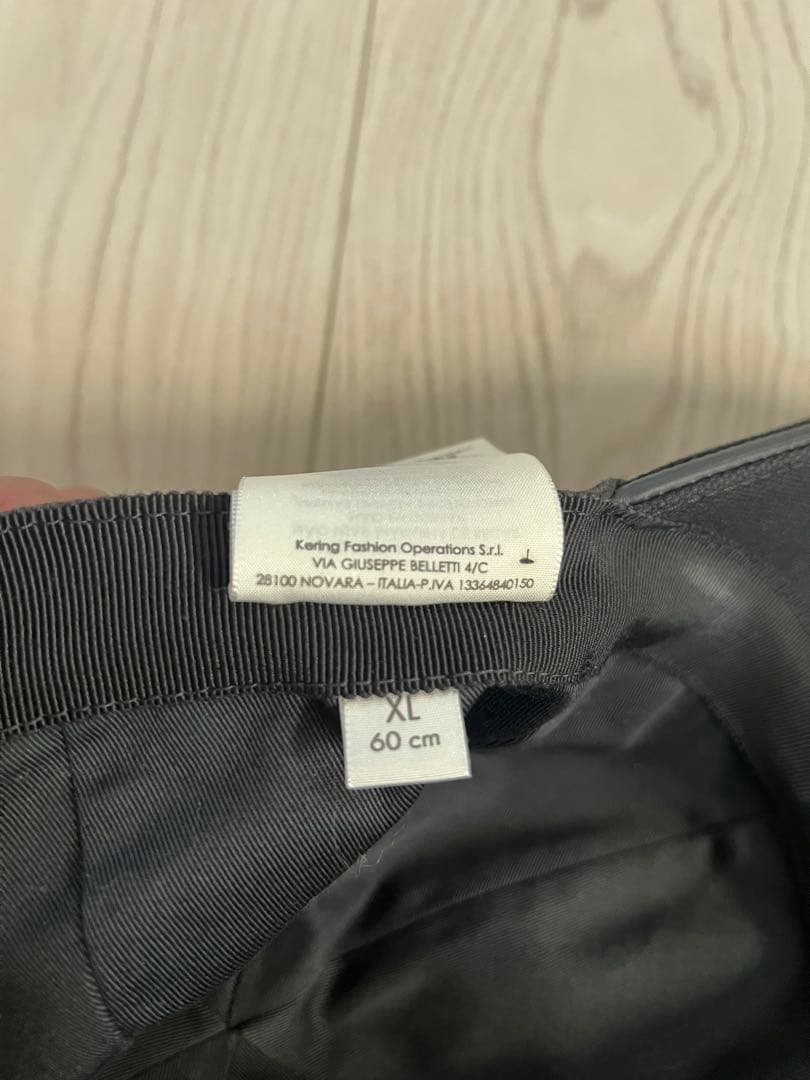 Kering Fashion Operations S.r.l.
VIA GIUSEPPE BELLETTI 4/C
28100 NOVARA – ITALIA-P.IVA 13364840150
XL
60 cm